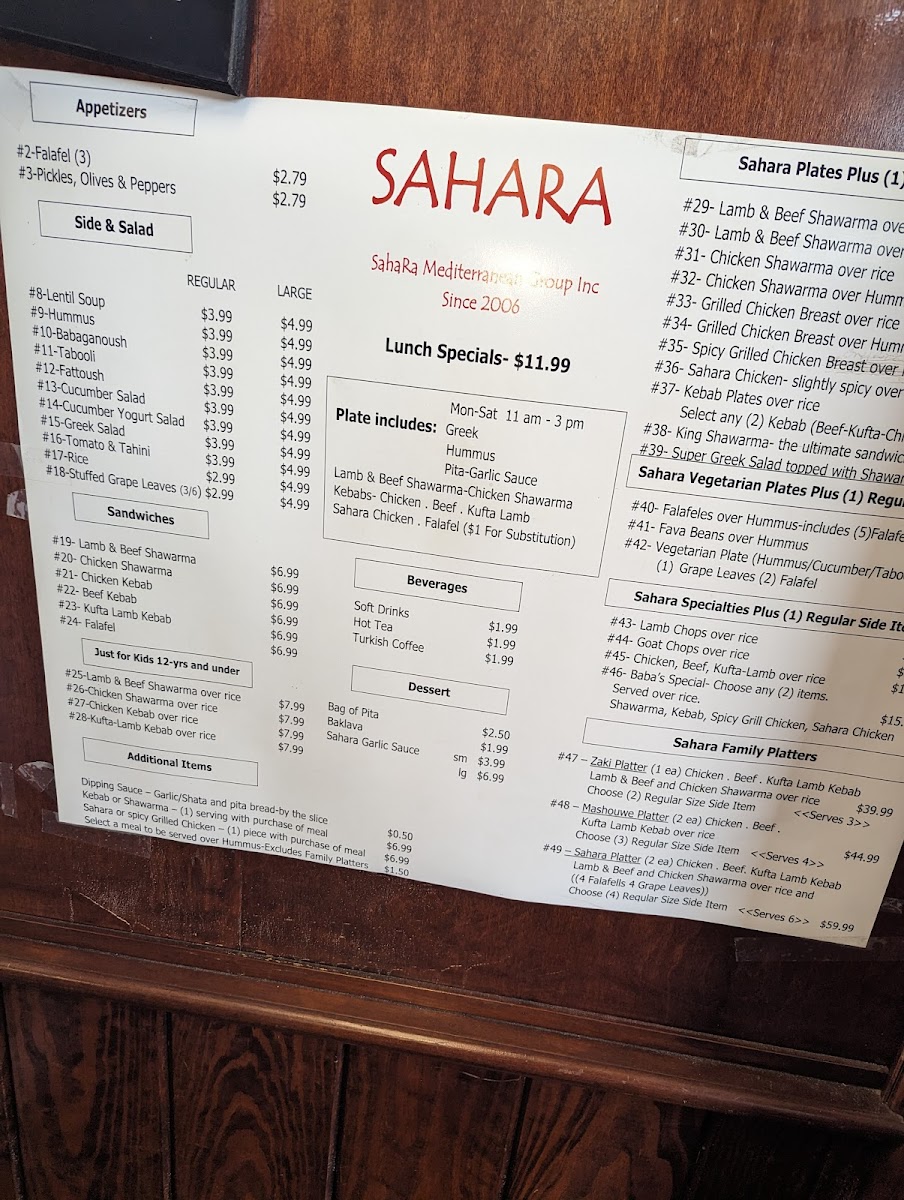 Appetizers
#2-Falafel (3) $2.79
#3-Pickles, Olives & Peppers $2.79
Side & Salad
REGULAR LARGE
#8-Lentil Soup $3.99 $4.99
#9-Hummus $3.99 $4.99
#10-Babaganoush $3.99 $4.99
#11-Tabooli $3.99 $4.99
#12-Fattoush $3.99 $4.99
#13-Cucumber Salad $3.99 $4.99
#14-Cucumber Yogurt Salad $3.99 $4.99
#15-Greek Salad $3.99 $4.99
#16-Tomato & Tahini $3.99 $4.99
#17-Rice $2.99 $4.99
#18-Stuffed Grape Leaves (3/6) $2.99 $4.99
Sandwiches
#19- Lamb & Beef Shawarma $6.99
#20- Chicken Shawarma $6.99
#21- Chicken Kebab $6.99
#22- Beef Kebab $6.99
#23- Kufta Lamb Kebab $6.99
#24- Falafel $6.99
Just for Kids 12-yrs and under
#25-Lamb & Beef Shawarma over rice $7.99
#26-Chicken Shawarma over rice $7.99
#27-Chicken Kebab over rice $7.99
#28-Kufta-Lamb Kebab over rice $7.99
Additional Items
Dipping Sauce – Garlic/Shata and pita bread-by the slice $0.50
Kebab or Shawarma – (1) serving with purchase of meal $6.99
Sahara or spicy Grilled Chicken – (1) piece with purchase of meal $6.99
Select a meal to be served over Hummus-Excludes Family Platters $1.50
SAHARA
SahaRa Mediterranean Group Inc
Since 2006
Lunch Specials- $11.99
Mon-Sat 11 am - 3 pm
Plate includes: Greek
Hummus
Pita-Garlic Sauce
Lamb & Beef Shawarma-Chicken Shawarma
Kebabs- Chicken . Beef . Kufta Lamb
Sahara Chicken . Falafel ($1 For Substitution)
Beverages
Soft Drinks $1.99
Hot Tea $1.99
Turkish Coffee $1.99
Dessert
Bag of Pita $2.50
Baklava $1.99
Sahara Garlic Sauce sm $3.99
lg $6.99
Sahara Plates Plus (1)
#29- Lamb & Beef Shawarma ove
#30- Lamb & Beef Shawarma over
#31- Chicken Shawarma over rice
#32- Chicken Shawarma over Humm
#33- Grilled Chicken Breast over rice
#34- Grilled Chicken Breast over Humm
#35- Spicy Grilled Chicken Breast over
#36- Sahara Chicken- slightly spicy over
#37- Kebab Plates over rice
Select any (2) Kebab (Beef-Kufta-Chi
#38- King Shawarma- the ultimate sandwic
#39- Super Greek Salad topped with Shawar
Sahara Vegetarian Plates Plus (1) Regu
#40- Falafeles over Hummus-includes (5)Falafe
#41- Fava Beans over Hummus
#42- Vegetarian Plate (Hummus/Cucumber/Taboo
(1) Grape Leaves (2) Falafel
Sahara Specialties Plus (1) Regular Side Ite
#43- Lamb Chops over rice
#44- Goat Chops over rice
#45- Chicken, Beef, Kufta-Lamb over rice $
#46- Baba's Special- Choose any (2) items. $1
Served over rice.
Shawarma, Kebab, Spicy Grill Chicken, Sahara Chicken $15.
Sahara Family Platters
#47 – Zaki Platter (1 ea) Chicken . Beef . Kufta Lamb Kebab
Lamb & Beef and Chicken Shawarma over rice $39.99
Choose (2) Regular Size Side Item <<Serves 3>>
#48 – Mashouwe Platter (2 ea) Chicken . Beef .
Kufta Lamb Kebab over rice
Choose (3) Regular Size Side Item <<Serves 4>> $44.99
#49 – Sahara Platter (2 ea) Chicken . Beef. Kufta Lamb Kebab
Lamb & Beef and Chicken Shawarma over rice and
((4 Falafells 4 Grape Leaves))
Choose (4) Regular Size Side Item <<Serves 6>> $59.99